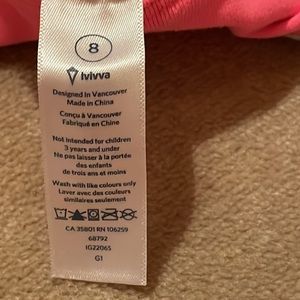 8
ivivva
Designed in Vancouver
Made in China
Conçu à Vancouver
Fabriqué en Chine
Not intended for children
3 years and under
Ne pas laisser à la portée
des enfants
de trois ans et moins
Wash with like colours only
Laver avec des couleurs
similaires seulement
CA 35801 RN 106259
68792
IG22065
G1